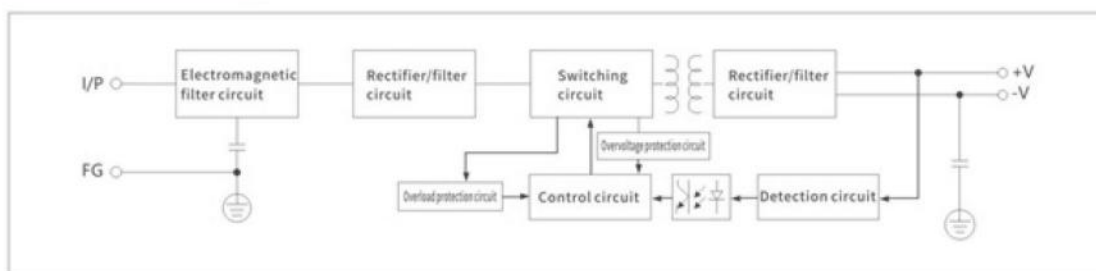 I/P
Electromagnetic
filter circuit
Rectifier/filter
circuit
Switching
circuit
Rectifier/filter
circuit
+V
-V
Overvoltage protection circuit
FG
Overload protection circuit
Control circuit
Detection circuit